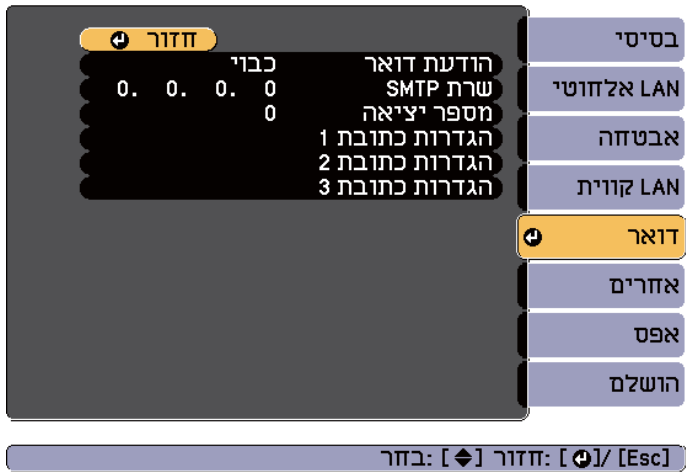 בסיסי
LAN אלחוטי
אבטחה
LAN קווית
דואר
אחרים
אפס
הושלם
חזור
הודעת דואר כבוי
שרת SMTP 0. 0. 0. 0
מספר יציאה 0
הגדרות כתובת 1
הגדרות כתובת 2
הגדרות כתובת 3
[Esc] /[ ]: חזור [ ]: בחר